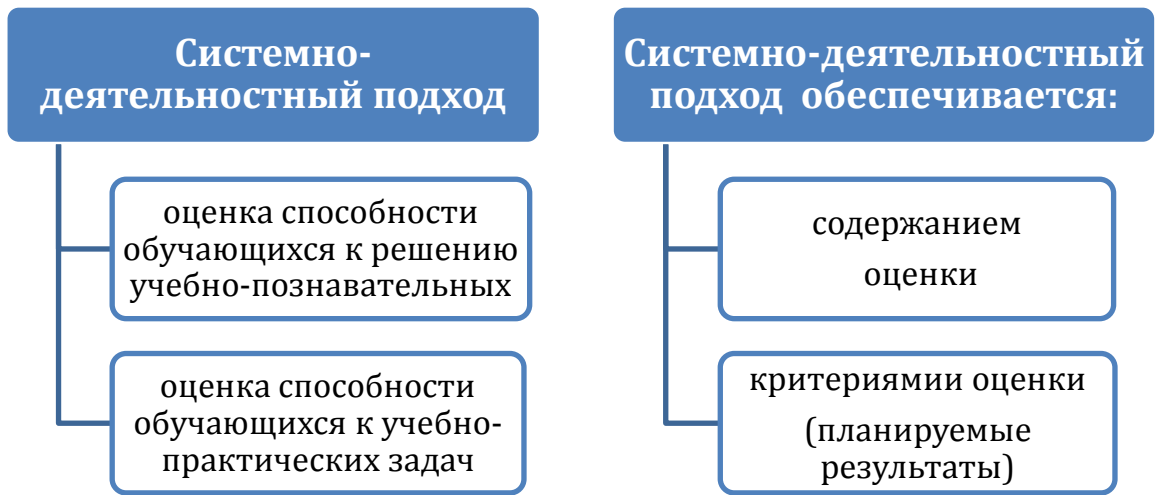 Системно-
деятельностный подход
оценка способности
обучающихся к решению
учебно-познавательных
оценка способности
обучающихся к учебно-
практических задач
Системно-деятельностный
подход обеспечивается:
содержанием
оценки
критериямии оценки
(планируемые
результаты)